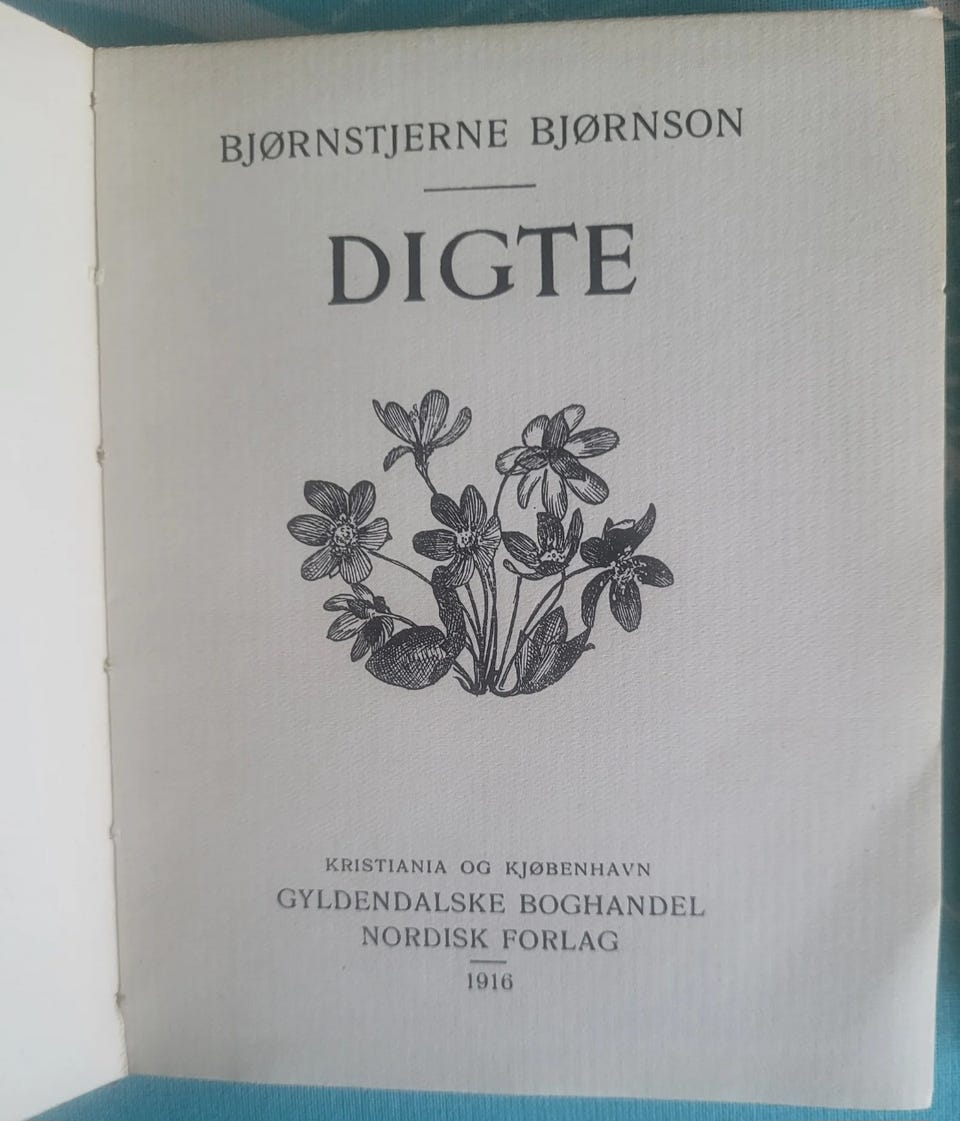 BJØRNSTJERNE BJØRNSON
DIGTE
KRISTIANIA OG KJØBENHAVN
GYLDENDALSKE BOGHANDEL
NORDISK FORLAG
1916